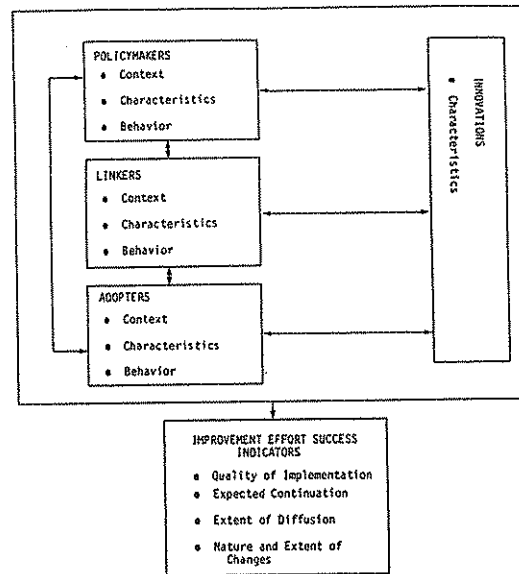 POLICYMAKERS
• Context
• Characteristics
• Behavior
INNOVATIONS
• Characteristics
LINKERS
• Context
• Characteristics
• Behavior
ADOPTERS
• Context
• Characteristics
• Behavior
IMPROVEMENT EFFORT SUCCESS
INDICATORS
• Quality of Implementation
• Expected Continuation
• Extent of Diffusion
• Nature and Extent of
Changes